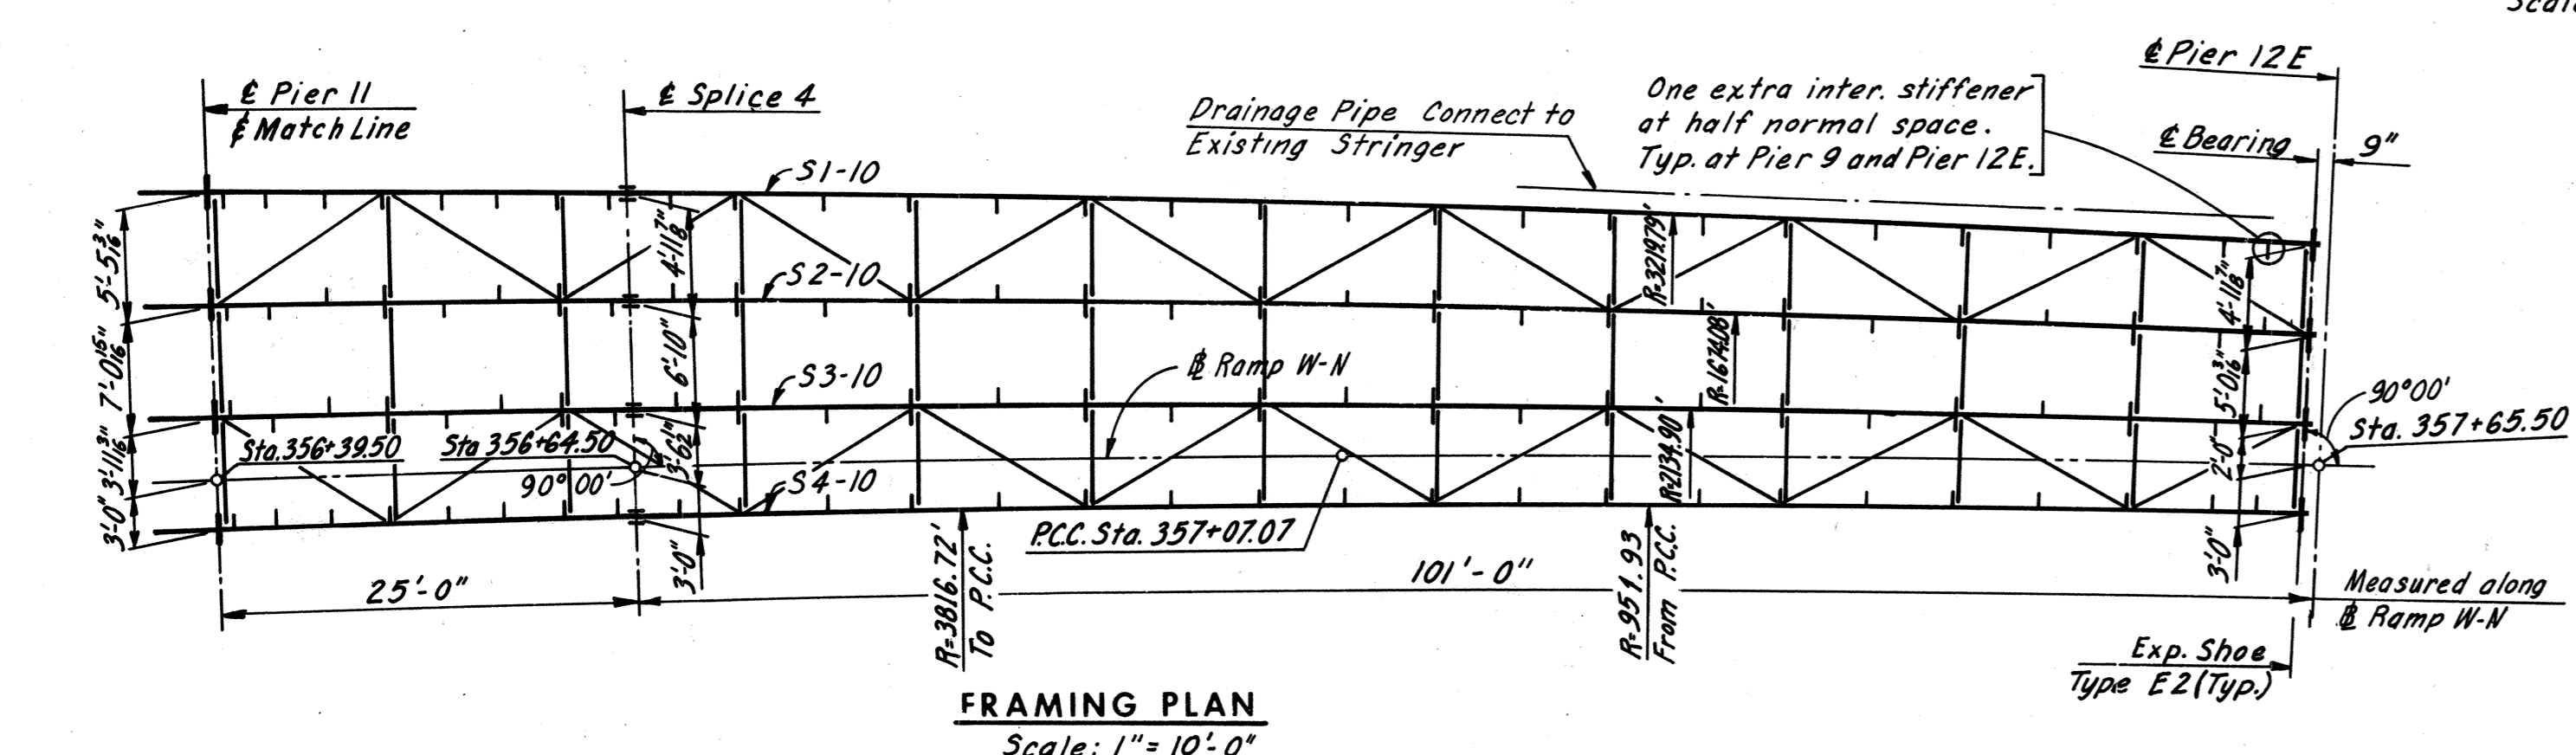 Scale
℄ Pier 11
℄ Match Line
℄ Splice 4
Drainage Pipe Connect to
Existing Stringer
One extra inter. stiffener
at half normal space.
Typ. at Pier 9 and Pier 12E.
℄ Pier 12E
℄ Bearing
9"
S1-10
S2-10
S3-10
S4-10
5'-5 3/16"
7'-0 15/16"
3'-11 3/16"
3'-0"
4'-11 7/8"
6'-10"
3'-6 1/2"
3'-0"
Sta. 356+39.50
Sta 356+64.50
90°00'
℄ Ramp W-N
P.C.C. Sta. 357+07.07
R=3219.79'
R=1674.08'
R=2134.90'
R=3816.72'
To P.C.C.
R=954.93
From P.C.C.
4'-11 7/8"
5'-0 3/16"
2'-0"
3'-0"
90°00'
Sta. 357+65.50
25'-0"
101'-0"
Measured along
℄ Ramp W-N
Exp. Shoe
Type E2 (Typ.)
FRAMING PLAN
Scale: 1" = 10'-0"